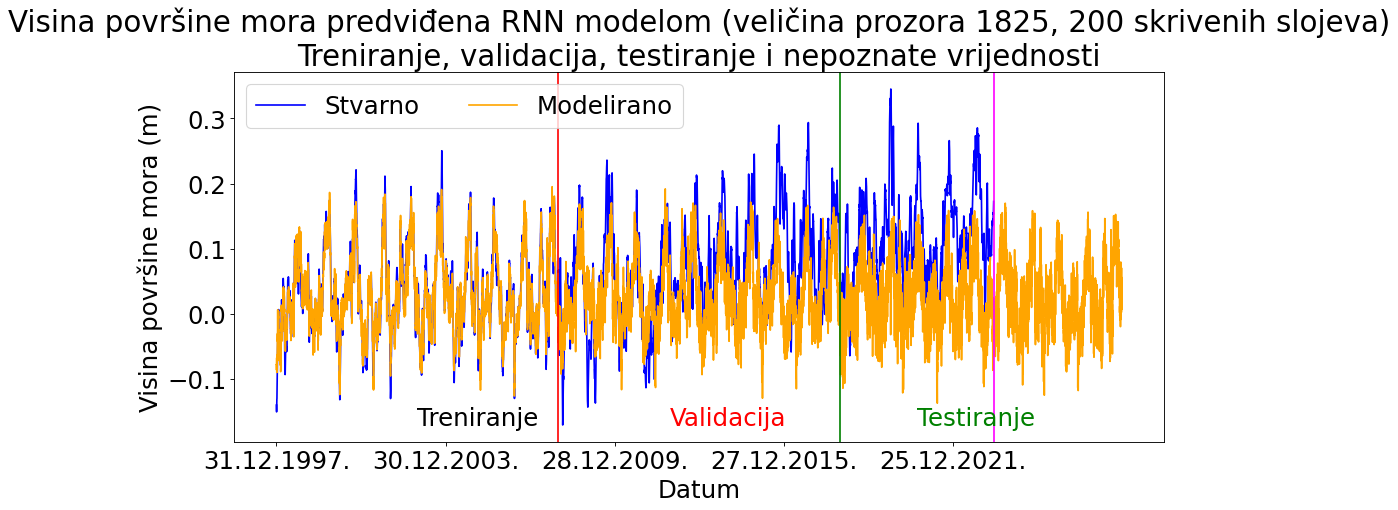 Visina površine mora predviđena RNN modelom (veličina prozora 1825, 200 skrivenih slojeva)
Treniranje, validacija, testiranje i nepoznate vrijednosti
Stvarno
Modelirano
Visina površine mora (m)
0.3
0.2
0.1
0.0
−0.1
Treniranje
Validacija
Testiranje
31.12.1997.
30.12.2003.
28.12.2009.
27.12.2015.
25.12.2021.
Datum